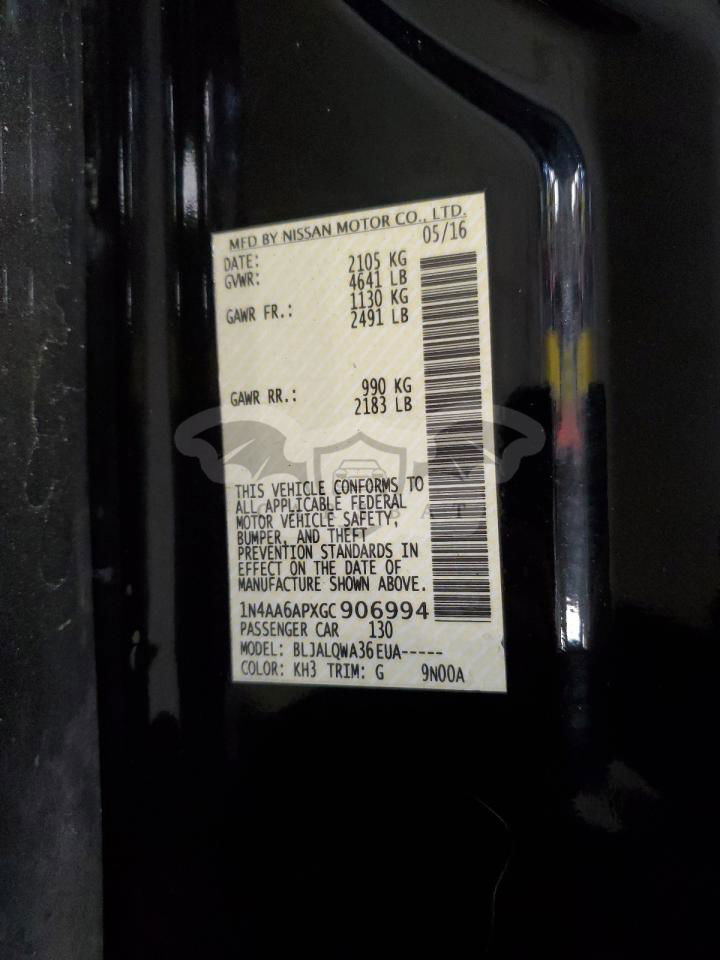 MFD BY NISSAN MOTOR CO., LTD.
DATE: 05/16
GVWR: 2105 KG
4641 LB
GAWR FR.: 1130 KG
2491 LB
GAWR RR.: 990 KG
2183 LB
THIS VEHICLE CONFORMS TO
ALL APPLICABLE FEDERAL
MOTOR VEHICLE SAFETY,
BUMPER, AND THEFT
PREVENTION STANDARDS IN
EFFECT ON THE DATE OF
MANUFACTURE SHOWN ABOVE.
1N4AA6APXGC906994
PASSENGER CAR 130
MODEL: BLJALQWA36EUA-----
COLOR: KH3 TRIM: G 9N00A